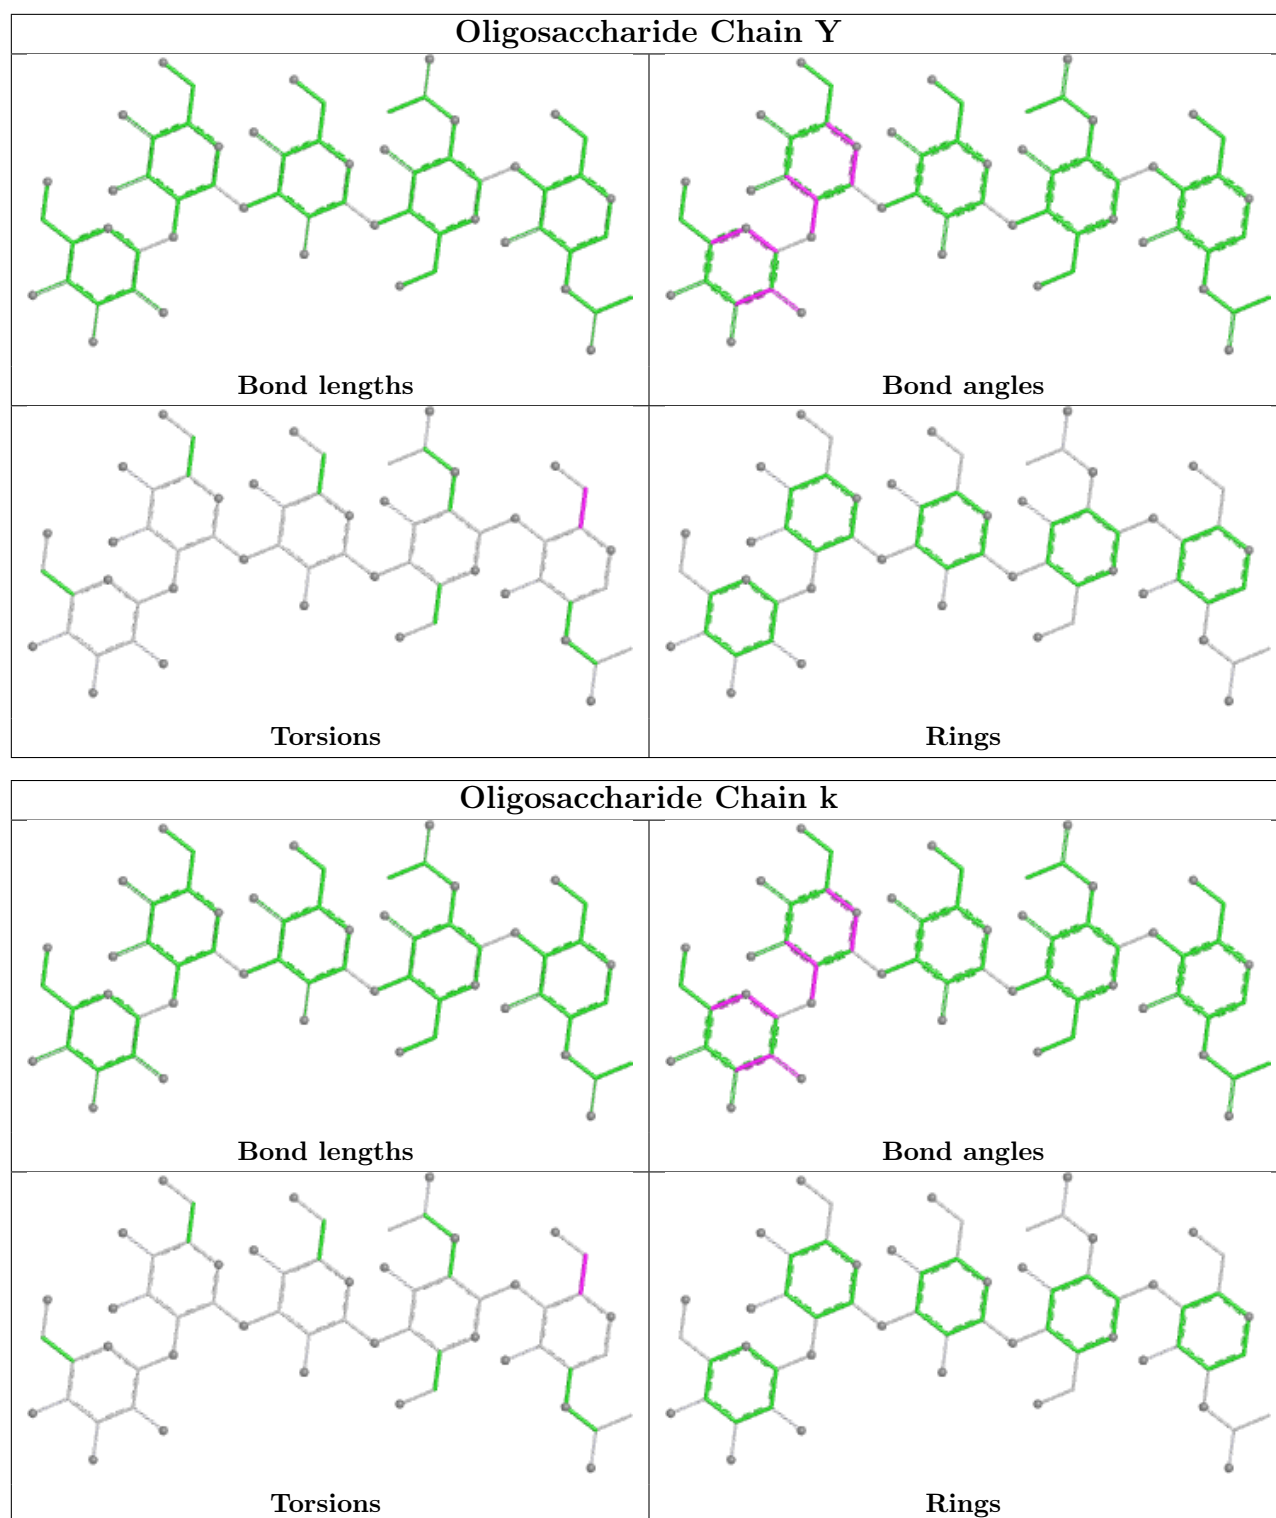 Oligosaccharide Chain Y
Bond lengths
Bond angles
Torsions
Rings
Oligosaccharide Chain k
Bond lengths
Bond angles
Torsions
Rings